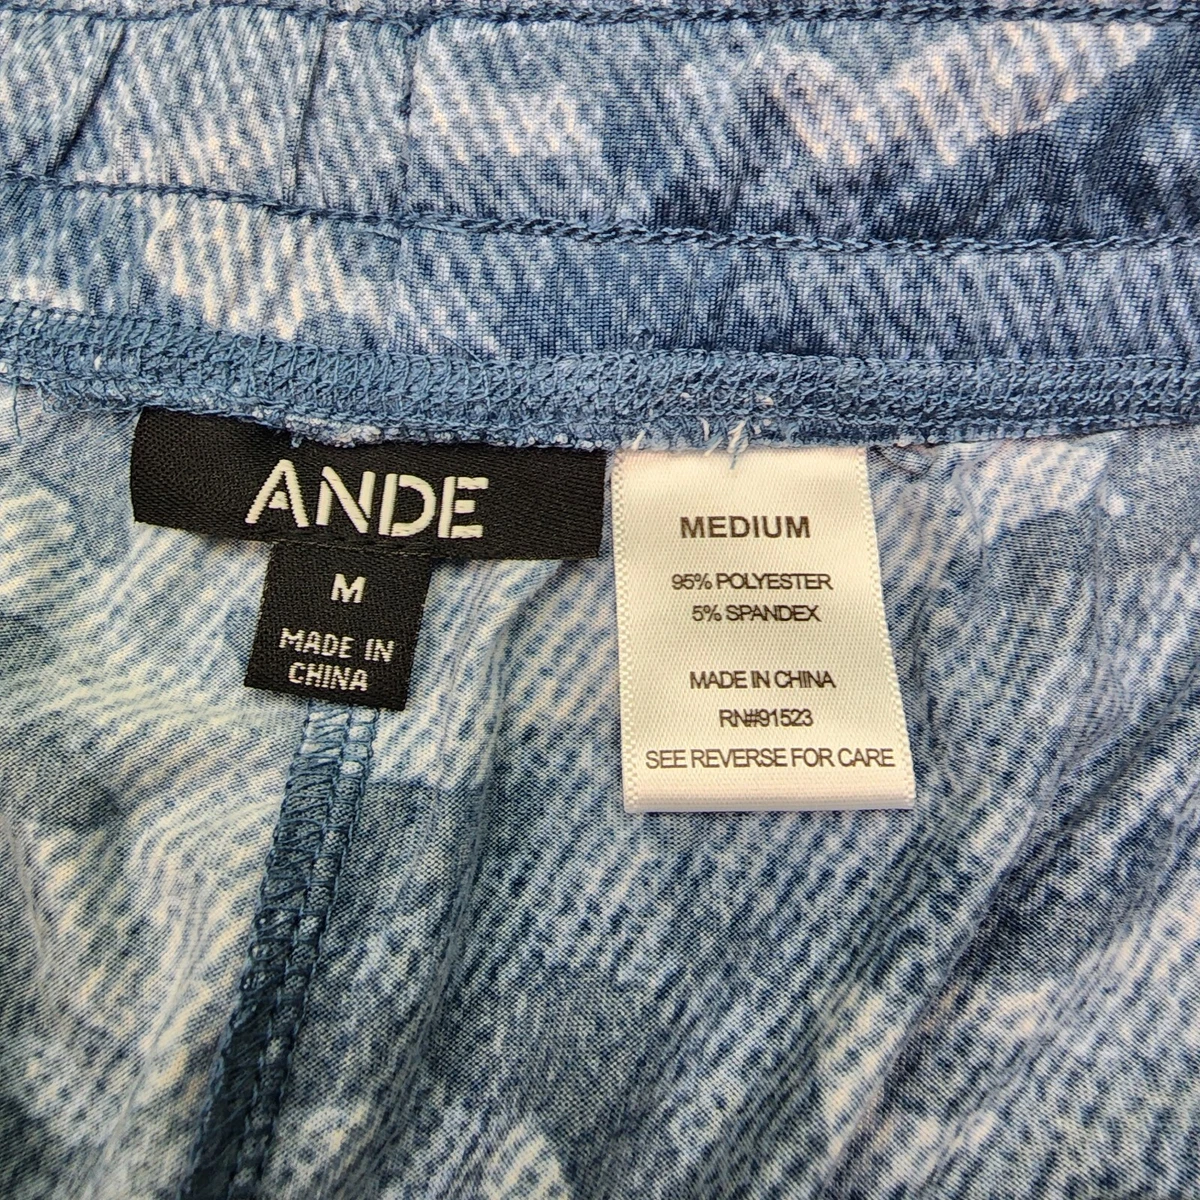 ANDE
M
MADE IN
CHINA
MEDIUM
95% POLYESTER
5% SPANDEX
MADE IN CHINA
RN#91523
SEE REVERSE FOR CARE